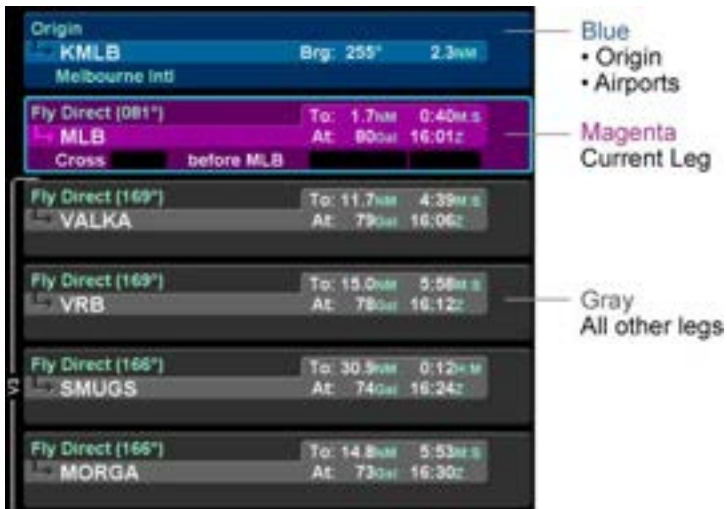 Origin
KMLB Brg: 255° 2.3NM
Melbourne Intl
Fly Direct (081°) To: 1.7NM 0:40M:S
MLB At: 80Gal 16:01Z
Cross before MLB
Fly Direct (169°) To: 11.7NM 4:39M:S
VALKA At: 79Gal 16:06Z
Fly Direct (169°) To: 15.0NM 5:58M:S
VRB At: 78Gal 16:12Z
Fly Direct (166°) To: 30.9NM 0:12H:M
SMUGS At: 74Gal 16:24Z
Fly Direct (166°) To: 14.8NM 5:53M:S
MORGA At: 73Gal 16:30Z
V3
Blue
• Origin
• Airports
Magenta
Current Leg
Gray
All other legs